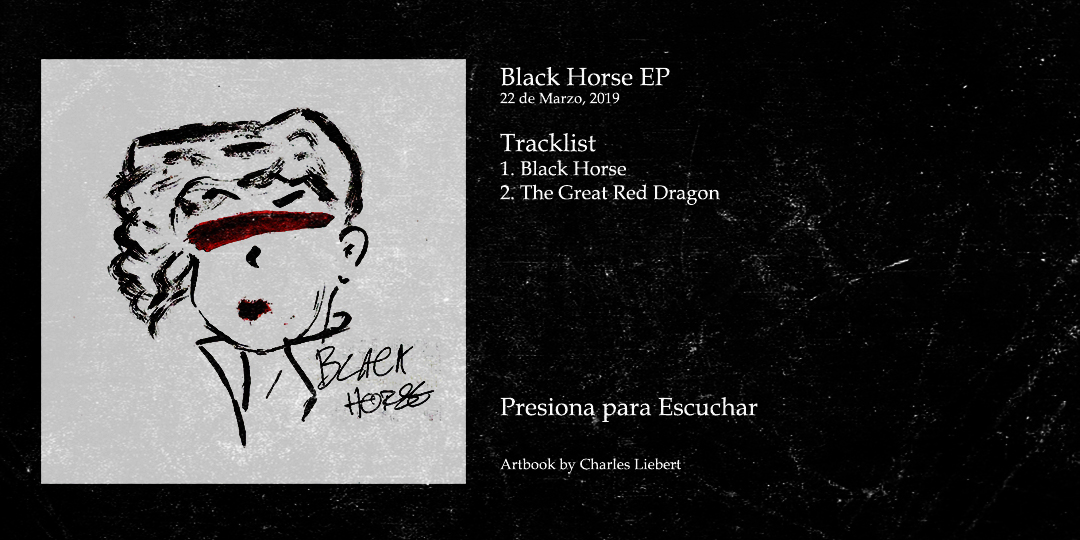 BLACK
HORSE
Black Horse EP
22 de Marzo, 2019
Tracklist
1. Black Horse
2. The Great Red Dragon
Presiona para Escuchar
Artbook by Charles Liebert